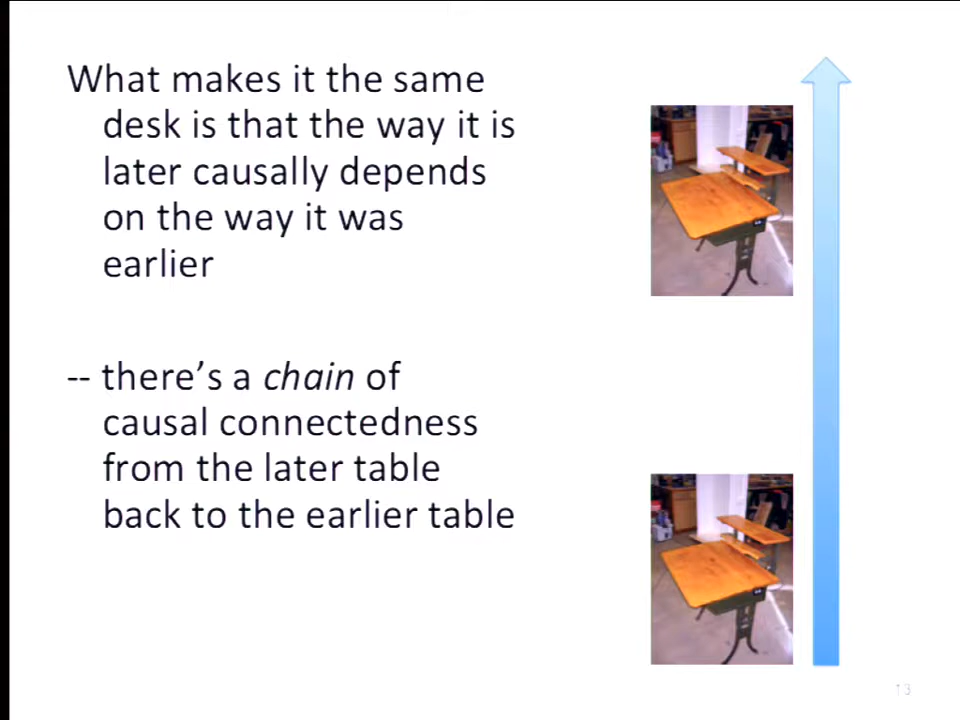 What makes it the same
desk is that the way it is
later causally depends
on the way it was
earlier
-- there's a chain of
causal connectedness
from the later table
back to the earlier table
13